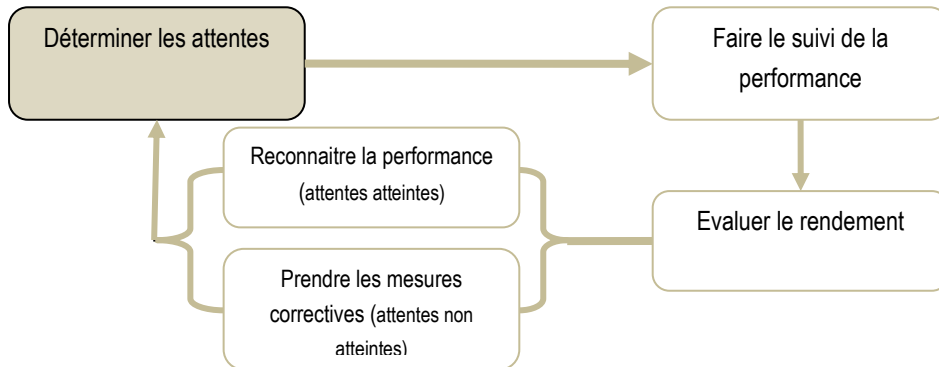 Déterminer les attentes
Faire le suivi de la
performance
Reconnaitre la performance
(attentes atteintes)
Evaluer le rendement
Prendre les mesures
correctives (attentes non
atteintes)